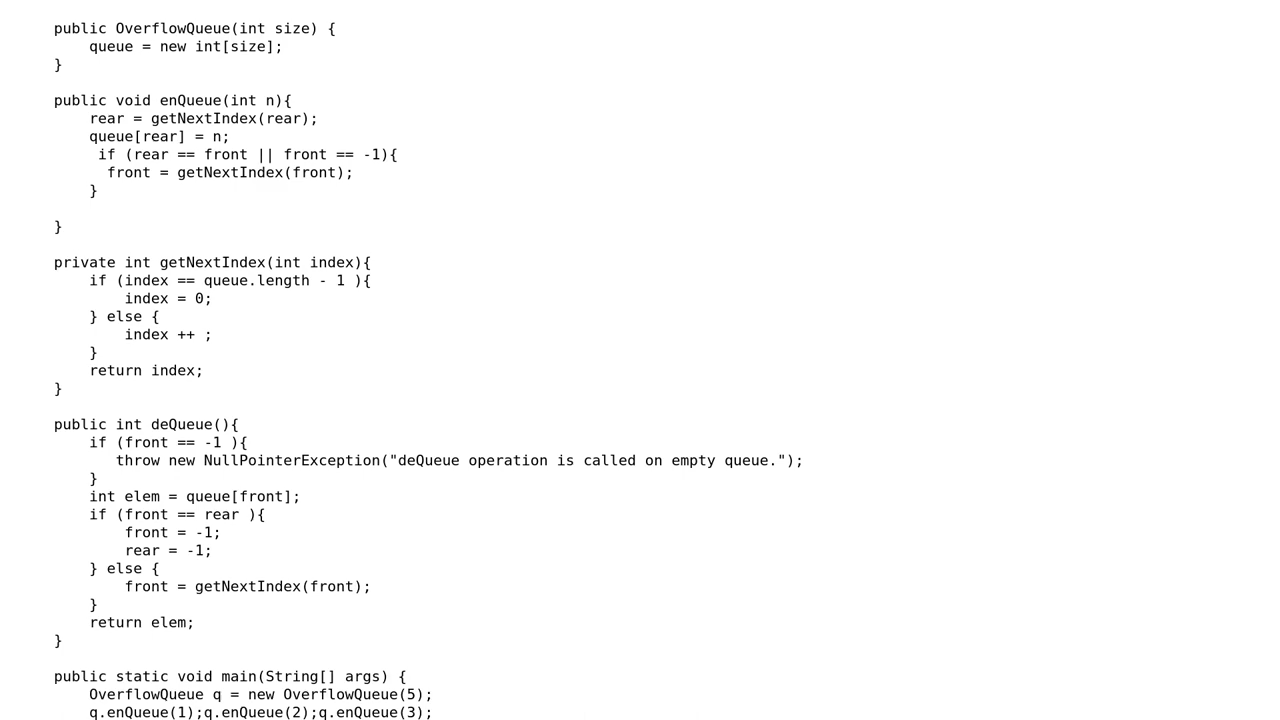 public OverflowQueue(int size) {
queue = new int[size];
}
public void enQueue(int n){
rear = getNextIndex(rear);
queue[rear] = n;
if (rear == front || front == -1){
front = getNextIndex(front);
}
}
private int getNextIndex(int index){
if (index == queue.length - 1 ){
index = 0;
} else {
index ++ ;
}
return index;
}
public int deQueue(){
if (front == -1 ){
throw new NullPointerException("deQueue operation is called on empty queue.");
}
int elem = queue[front];
if (front == rear ){
front = -1;
rear = -1;
} else {
front = getNextIndex(front);
}
return elem;
}
public static void main(String[] args) {
OverflowQueue q = new OverflowQueue(5);
q.enQueue(1);q.enQueue(2);q.enQueue(3);